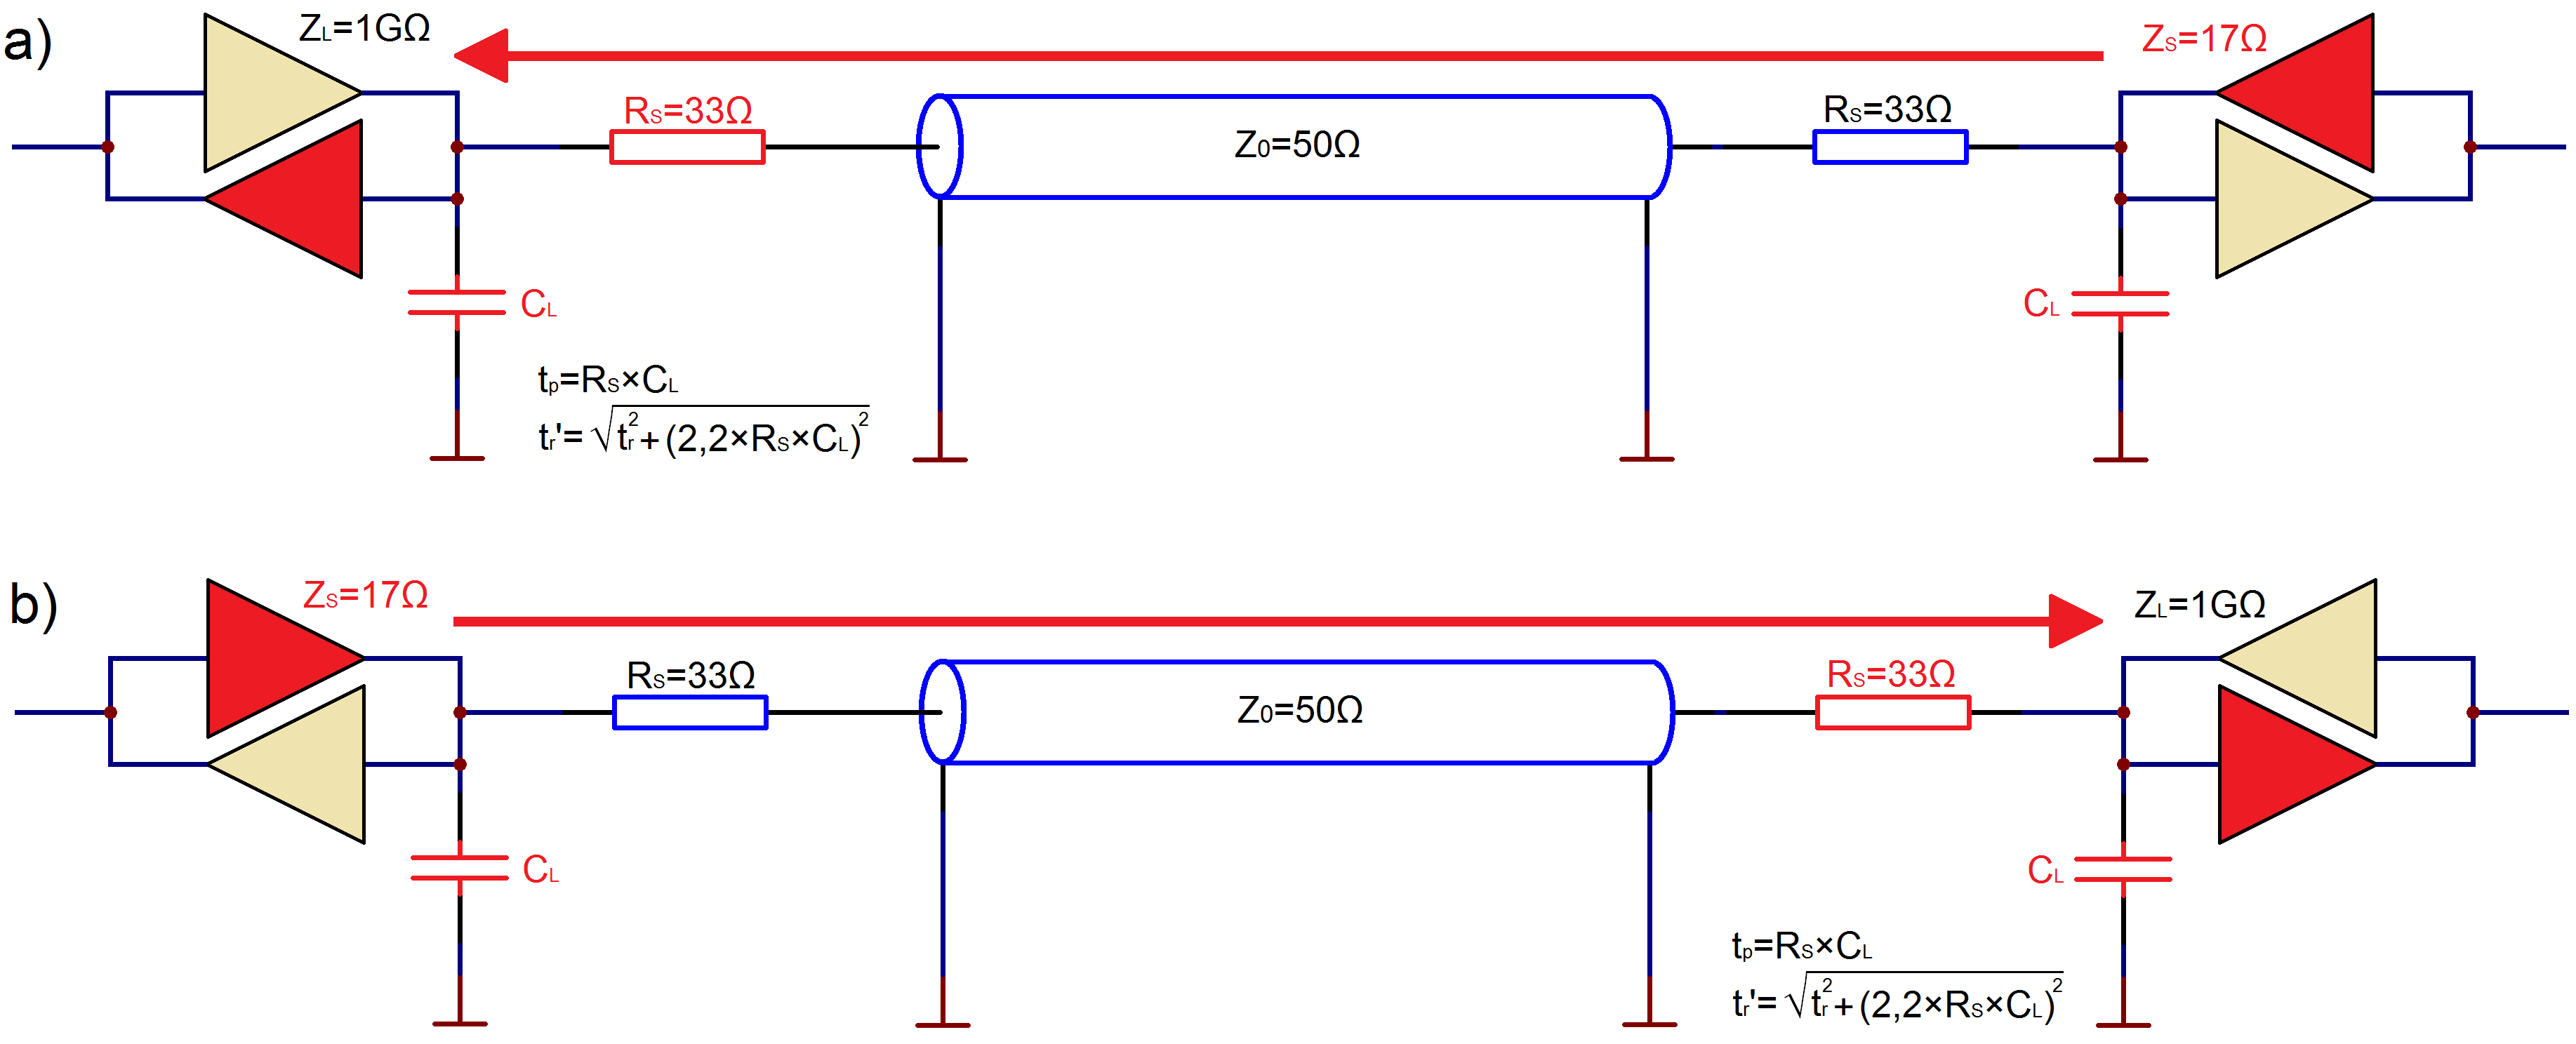 a)
ZL=1GΩ
ZS=17Ω
RS=33Ω
Z0=50Ω
RS=33Ω
CL
CL
tp=RS×CL
tr'=√tr²+(2,2×RS×CL)²
b)
ZS=17Ω
ZL=1GΩ
RS=33Ω
Z0=50Ω
RS=33Ω
CL
CL
tp=RS×CL
tr'=√tr²+(2,2×RS×CL)²